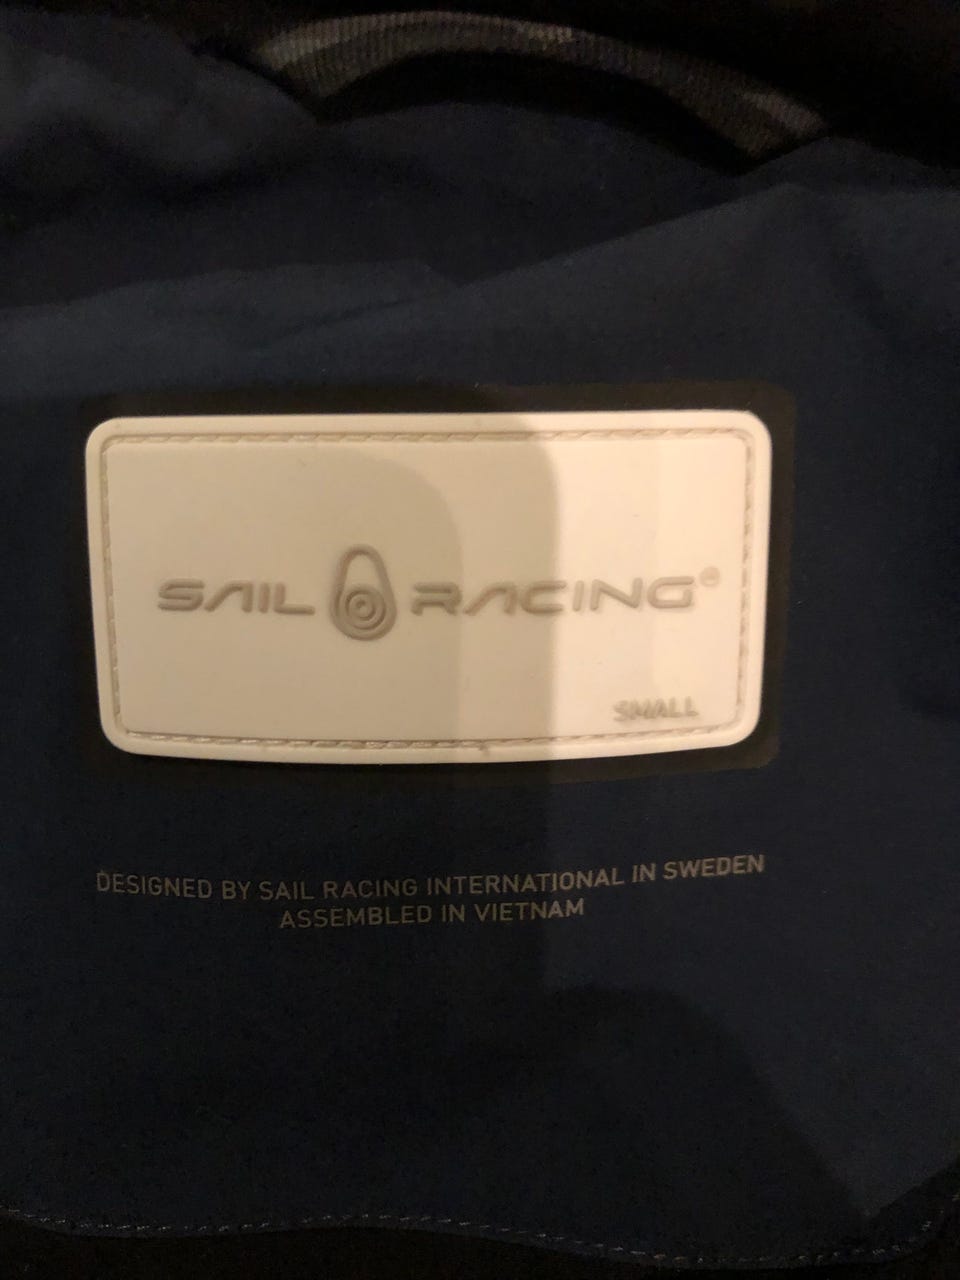 SAIL RACING®
SMALL
DESIGNED BY SAIL RACING INTERNATIONAL IN SWEDEN
ASSEMBLED IN VIETNAM